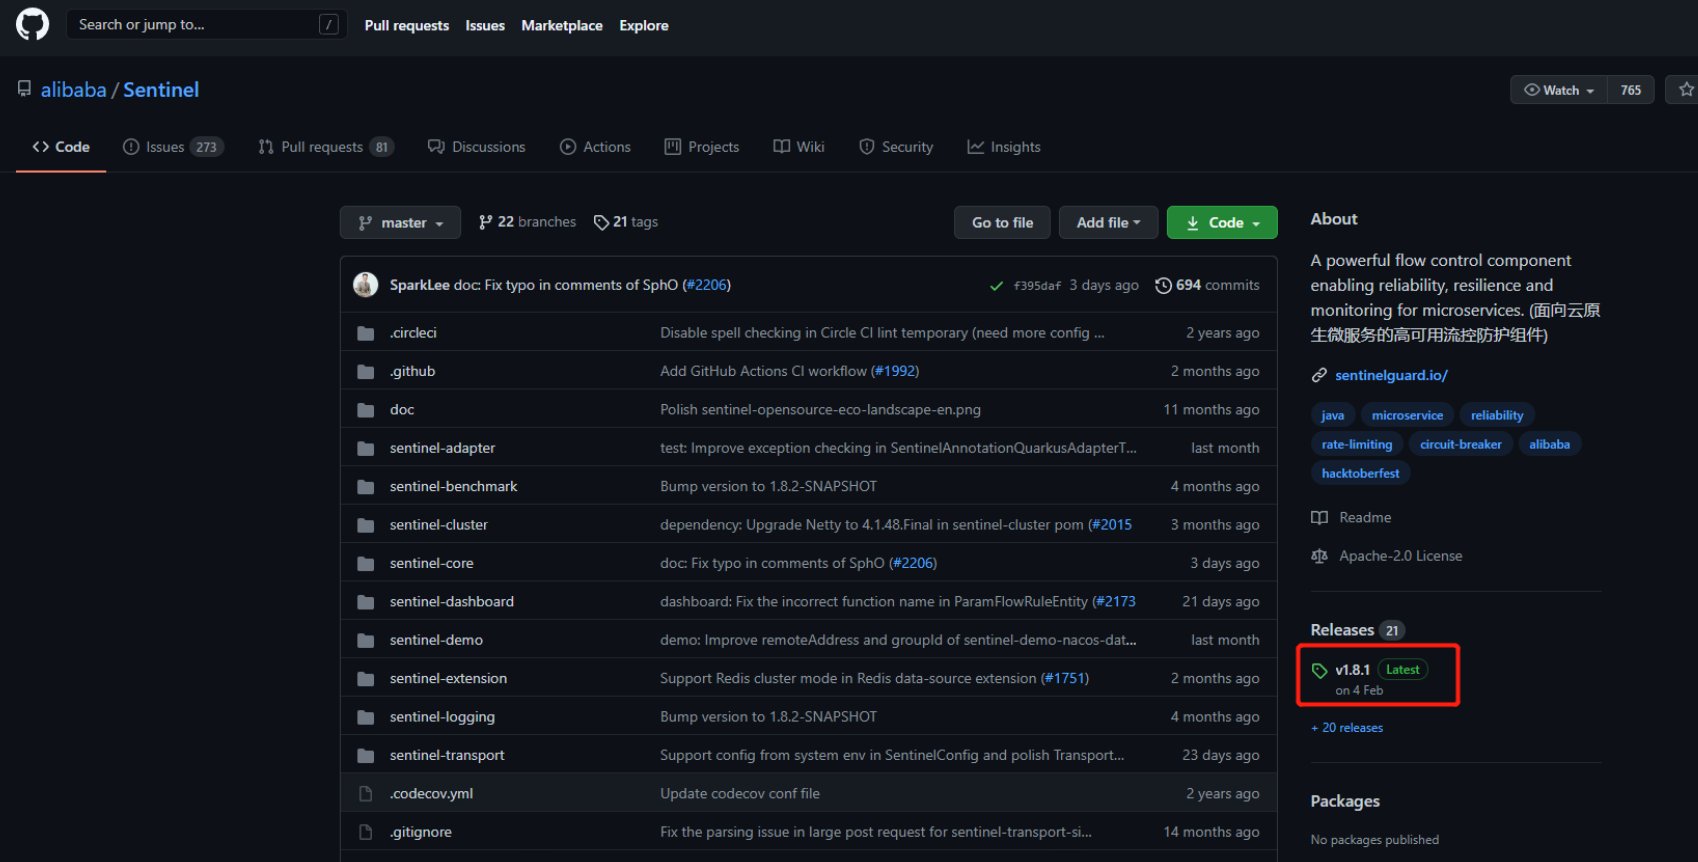 Search or jump to... /
Pull requests Issues Marketplace Explore
alibaba / Sentinel
Watch 765
Code Issues 273 Pull requests 81 Discussions Actions Projects Wiki Security Insights
master 22 branches 21 tags Go to file Add file Code
SparkLee doc: Fix typo in comments of SphO (#2206) f395daf 3 days ago 694 commits
.circleci Disable spell checking in Circle CI lint temporary (need more config ... 2 years ago
.github Add GitHub Actions CI workflow (#1992) 2 months ago
doc Polish sentinel-opensource-eco-landscape-en.png 11 months ago
sentinel-adapter test: Improve exception checking in SentinelAnnotationQuarkusAdapterT... last month
sentinel-benchmark Bump version to 1.8.2-SNAPSHOT 4 months ago
sentinel-cluster dependency: Upgrade Netty to 4.1.48.Final in sentinel-cluster pom (#2015 3 months ago
sentinel-core doc: Fix typo in comments of SphO (#2206) 3 days ago
sentinel-dashboard dashboard: Fix the incorrect function name in ParamFlowRuleEntity (#2173 21 days ago
sentinel-demo demo: Improve remoteAddress and groupId of sentinel-demo-nacos-dat... last month
sentinel-extension Support Redis cluster mode in Redis data-source extension (#1751) 2 months ago
sentinel-logging Bump version to 1.8.2-SNAPSHOT 4 months ago
sentinel-transport Support config from system env in SentinelConfig and polish Transport... 23 days ago
.codecov.yml Update codecov conf file 2 years ago
.gitignore Fix the parsing issue in large post request for sentinel-transport-si... 14 months ago
About
A powerful flow control component
enabling reliability, resilience and
monitoring for microservices. (面向云原
生微服务的高可用流控防护组件)
sentinelguard.io/
java microservice reliability
rate-limiting circuit-breaker alibaba
hacktoberfest
Readme
Apache-2.0 License
Releases 21
v1.8.1 Latest
on 4 Feb
+ 20 releases
Packages
No packages published